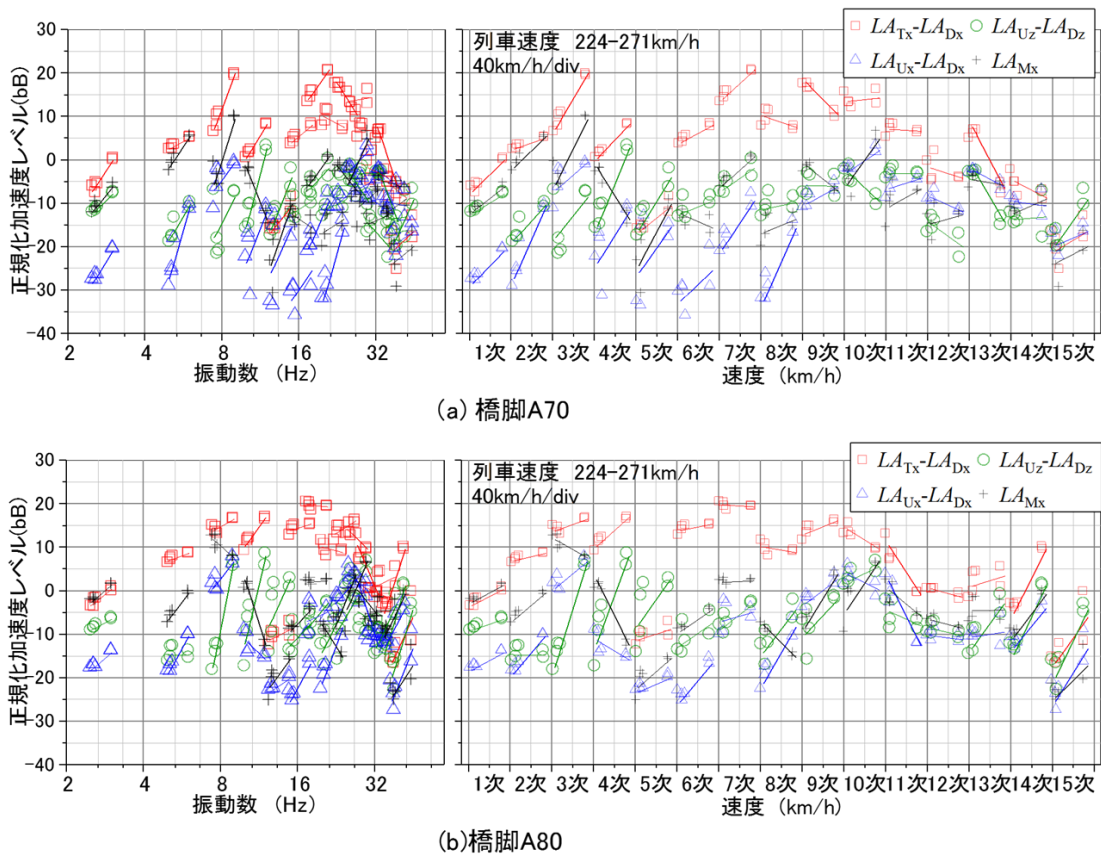 30
20
10
0
-10
-20
-30
-40
正規化加速度レベル(bB)
2
4
8
16
32
振動数 (Hz)
列車速度 224-271km/h
40km/h/div
LATx-LADx
LAUz-LADz
LAUx-LADx
LAMx
1次 2次 3次 4次 5次 6次 7次 8次 9次 10次 11次 12次 13次 14次 15次
速度 (km/h)
(a) 橋脚A70
30
20
10
0
-10
-20
-30
-40
正規化加速度レベル(bB)
2
4
8
16
32
振動数 (Hz)
列車速度 224-271km/h
40km/h/div
LATx-LADx
LAUz-LADz
LAUx-LADx
LAMx
1次 2次 3次 4次 5次 6次 7次 8次 9次 10次 11次 12次 13次 14次 15次
速度 (km/h)
(b)橋脚A80